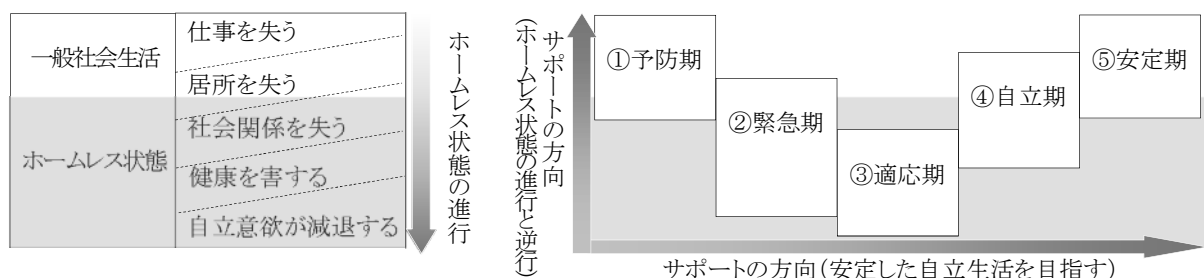 一般社会生活
ホームレス状態
仕事を失う
居所を失う
社会関係を失う
健康を害する
自立意欲が減退する
ホームレス状態の進行
サポートの方向
(ホームレス状態の進行と逆行)
①予防期
②緊急期
③適応期
④自立期
⑤安定期
サポートの方向(安定した自立生活を目指す)